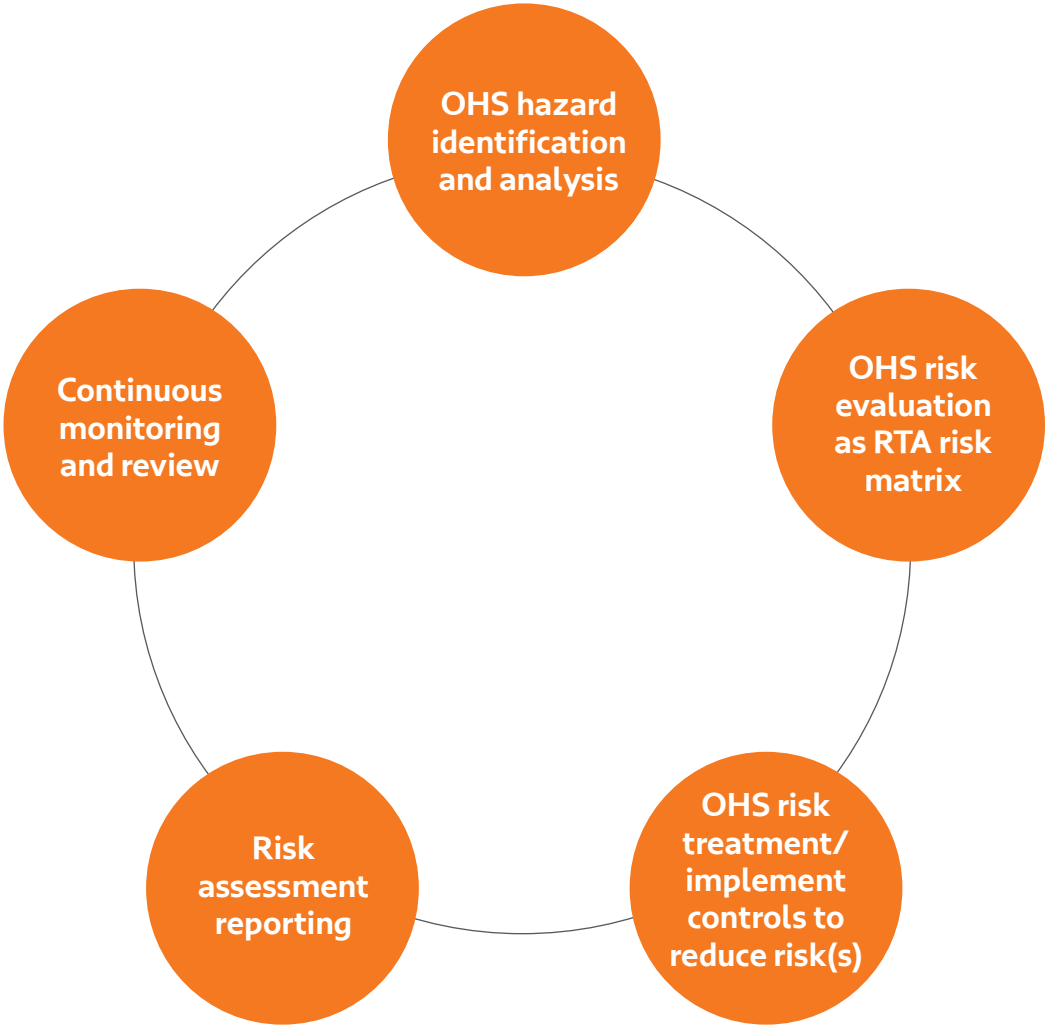 OHS hazard
identification
and analysis
OHS risk
evaluation
as RTA risk
matrix
OHS risk
treatment/
implement
controls to
reduce risk(s)
Risk
assessment
reporting
Continuous
monitoring
and review